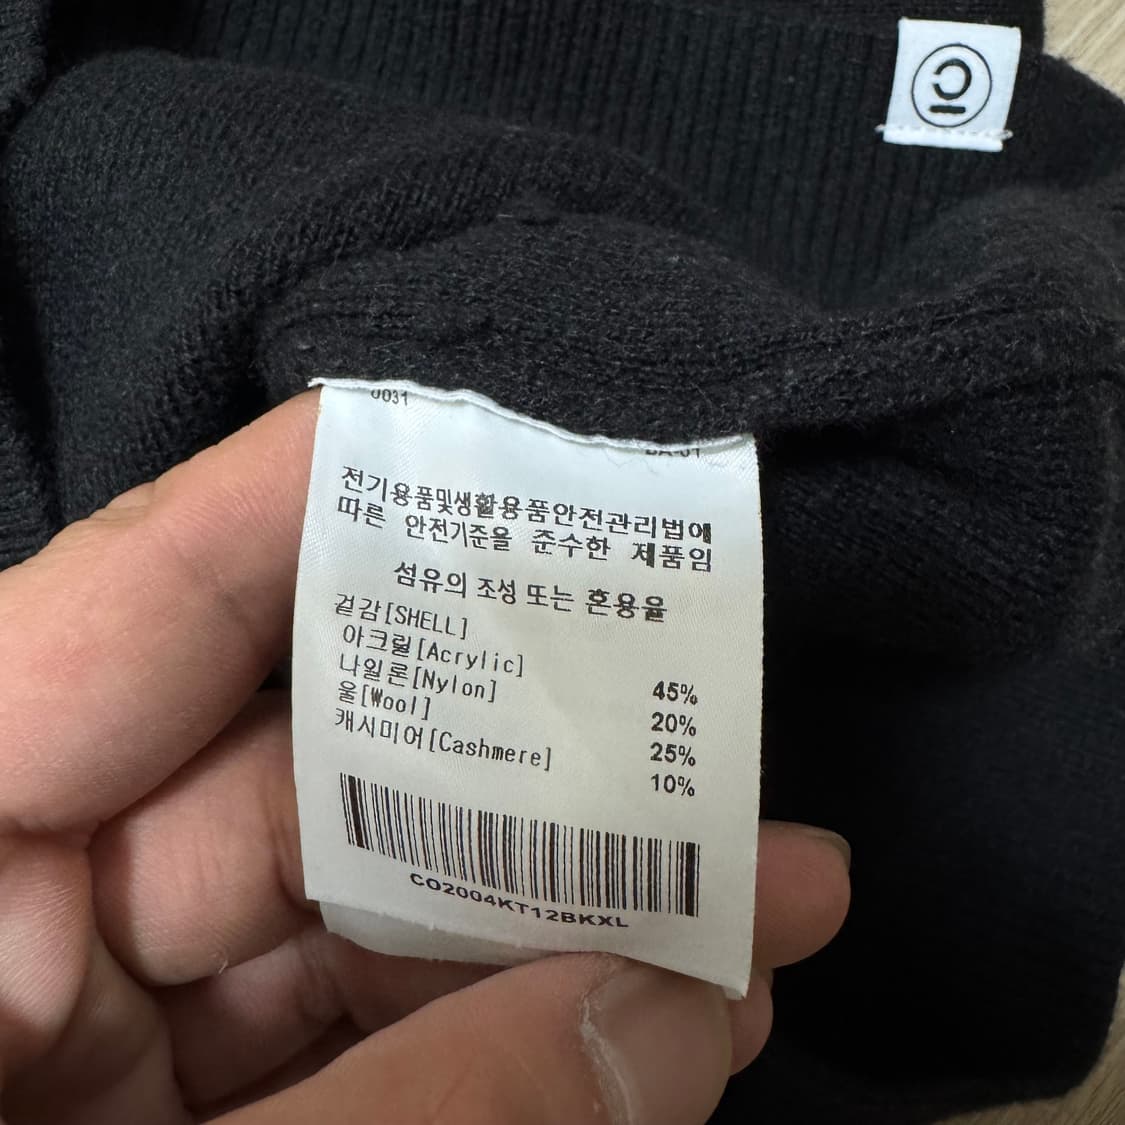 0031
BA-01
전기용품및생활용품안전관리법에
따른 안전기준을 준수한 제품임
섬유의 조성 또는 혼용율
겉감[SHELL]
아크릴[Acrylic] 45%
나일론[Nylon] 20%
울[Wool] 25%
캐시미어[Cashmere] 10%
CO2004KT12BKXL